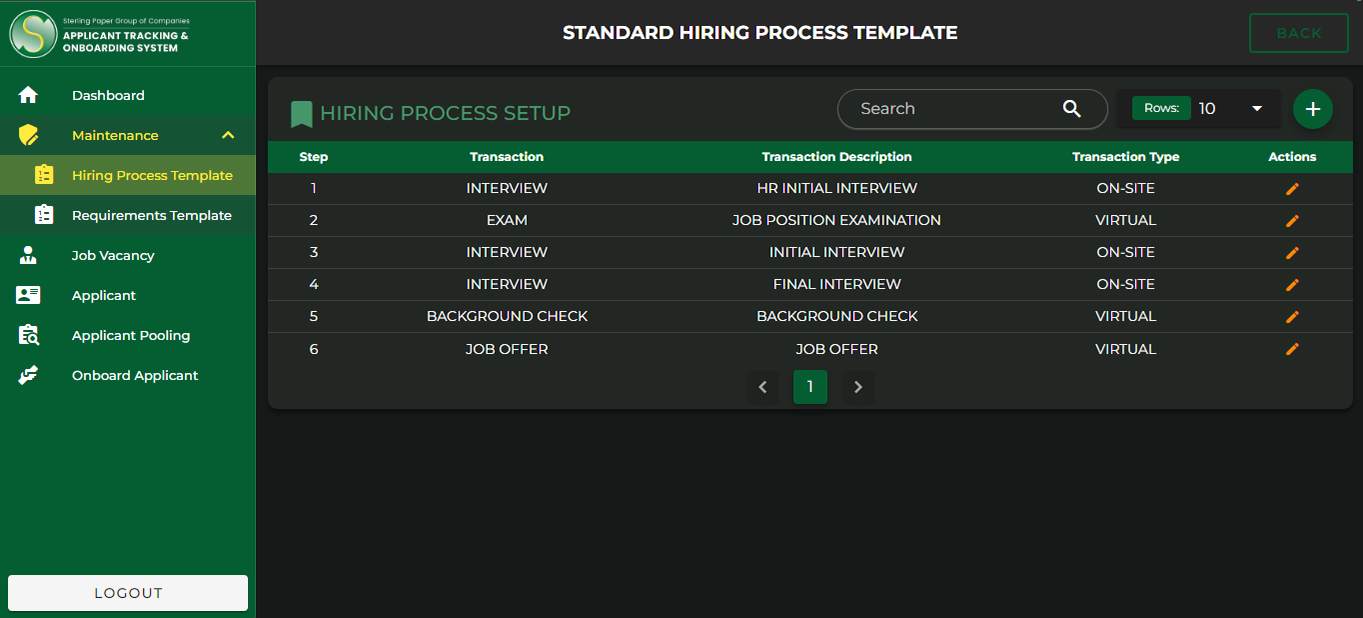 Sterling Paper Group of Companies
APPLICANT TRACKING &
ONBOARDING SYSTEM
Dashboard
Maintenance
Hiring Process Template
Requirements Template
Job Vacancy
Applicant
Applicant Pooling
Onboard Applicant
LOGOUT
STANDARD HIRING PROCESS TEMPLATE
BACK
HIRING PROCESS SETUP
Search
Rows: 10
Step Transaction Transaction Description Transaction Type Actions
1 INTERVIEW HR INITIAL INTERVIEW ON-SITE
2 EXAM JOB POSITION EXAMINATION VIRTUAL
3 INTERVIEW INITIAL INTERVIEW ON-SITE
4 INTERVIEW FINAL INTERVIEW ON-SITE
5 BACKGROUND CHECK BACKGROUND CHECK VIRTUAL
6 JOB OFFER JOB OFFER VIRTUAL
1